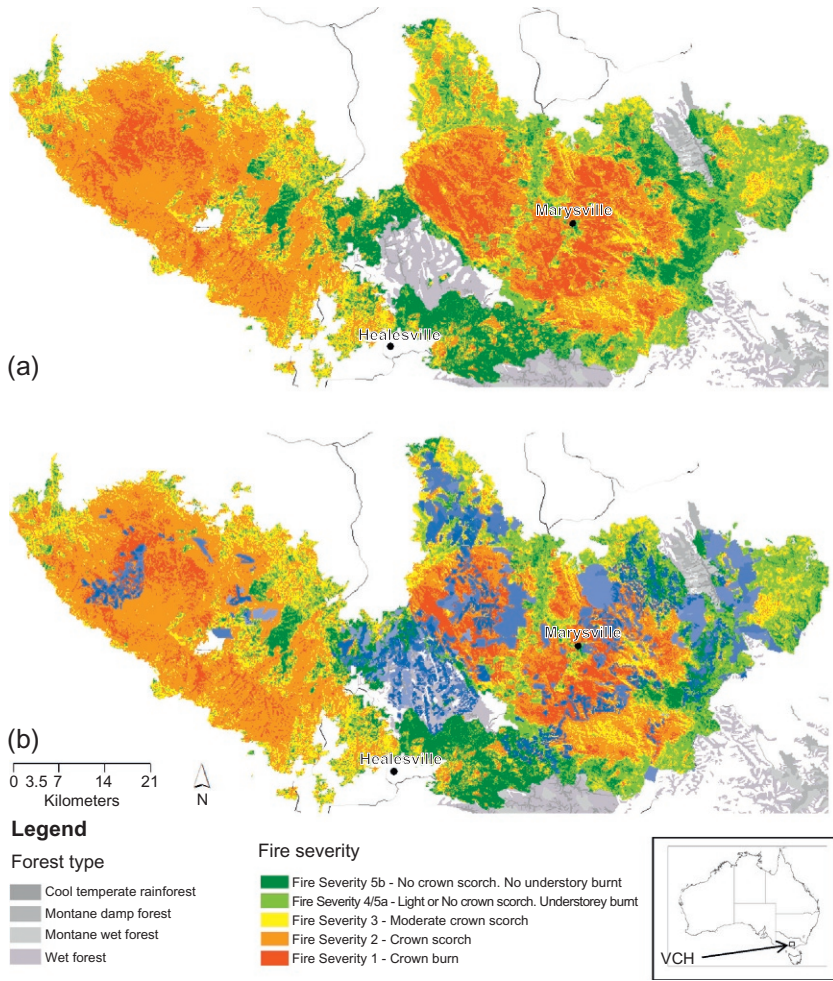 Marysville
Healesville
(a)
Marysville
(b)
Healesville
0 3.5 7 14 21
Kilometers
N
Legend
Forest type
Cool temperate rainforest
Montane damp forest
Montane wet forest
Wet forest
Fire severity
Fire Severity 5b - No crown scorch. No understory burnt
Fire Severity 4/5a - Light or No crown scorch. Understorey burnt
Fire Severity 3 - Moderate crown scorch
Fire Severity 2 - Crown scorch
Fire Severity 1 - Crown burn
VCH